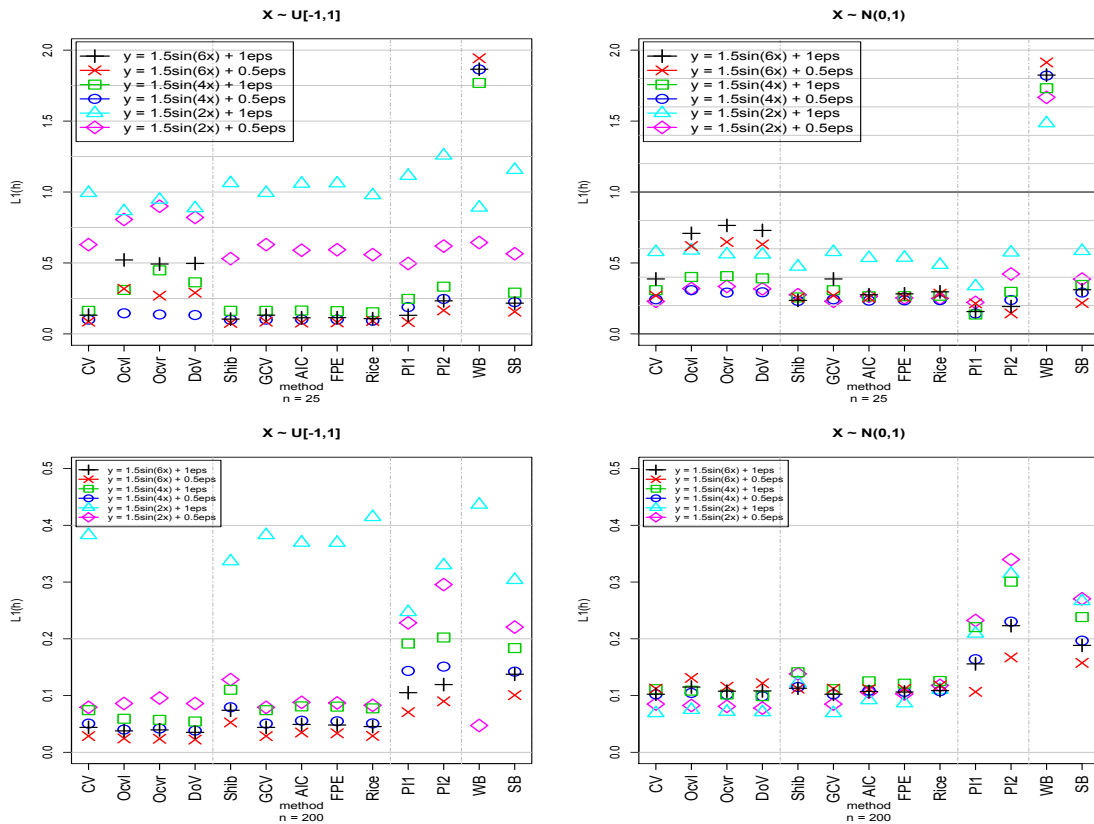 X ~ U[-1,1]
y = 1.5sin(6x) + 1eps
y = 1.5sin(6x) + 0.5eps
y = 1.5sin(4x) + 1eps
y = 1.5sin(4x) + 0.5eps
y = 1.5sin(2x) + 1eps
y = 1.5sin(2x) + 0.5eps
L1(h)
2.0
1.5
1.0
0.5
0.0
CV Ocvl Ocvr DoV Shib GCV AIC FPE Rice PI1 PI2 WB SB
method
n = 25
X ~ N(0,1)
y = 1.5sin(6x) + 1eps
y = 1.5sin(6x) + 0.5eps
y = 1.5sin(4x) + 1eps
y = 1.5sin(4x) + 0.5eps
y = 1.5sin(2x) + 1eps
y = 1.5sin(2x) + 0.5eps
L1(h)
2.0
1.5
1.0
0.5
0.0
CV Ocvl Ocvr DoV Shib GCV AIC FPE Rice PI1 PI2 WB SB
method
n = 25
X ~ U[-1,1]
y = 1.5sin(6x) + 1eps
y = 1.5sin(6x) + 0.5eps
y = 1.5sin(4x) + 1eps
y = 1.5sin(4x) + 0.5eps
y = 1.5sin(2x) + 1eps
y = 1.5sin(2x) + 0.5eps
L1(h)
0.5
0.4
0.3
0.2
0.1
0.0
CV Ocvl Ocvr DoV Shib GCV AIC FPE Rice PI1 PI2 WB SB
method
n = 200
X ~ N(0,1)
y = 1.5sin(6x) + 1eps
y = 1.5sin(6x) + 0.5eps
y = 1.5sin(4x) + 1eps
y = 1.5sin(4x) + 0.5eps
y = 1.5sin(2x) + 1eps
y = 1.5sin(2x) + 0.5eps
L1(h)
0.5
0.4
0.3
0.2
0.1
0.0
CV Ocvl Ocvr DoV Shib GCV AIC FPE Rice PI1 PI2 WB SB
method
n = 200